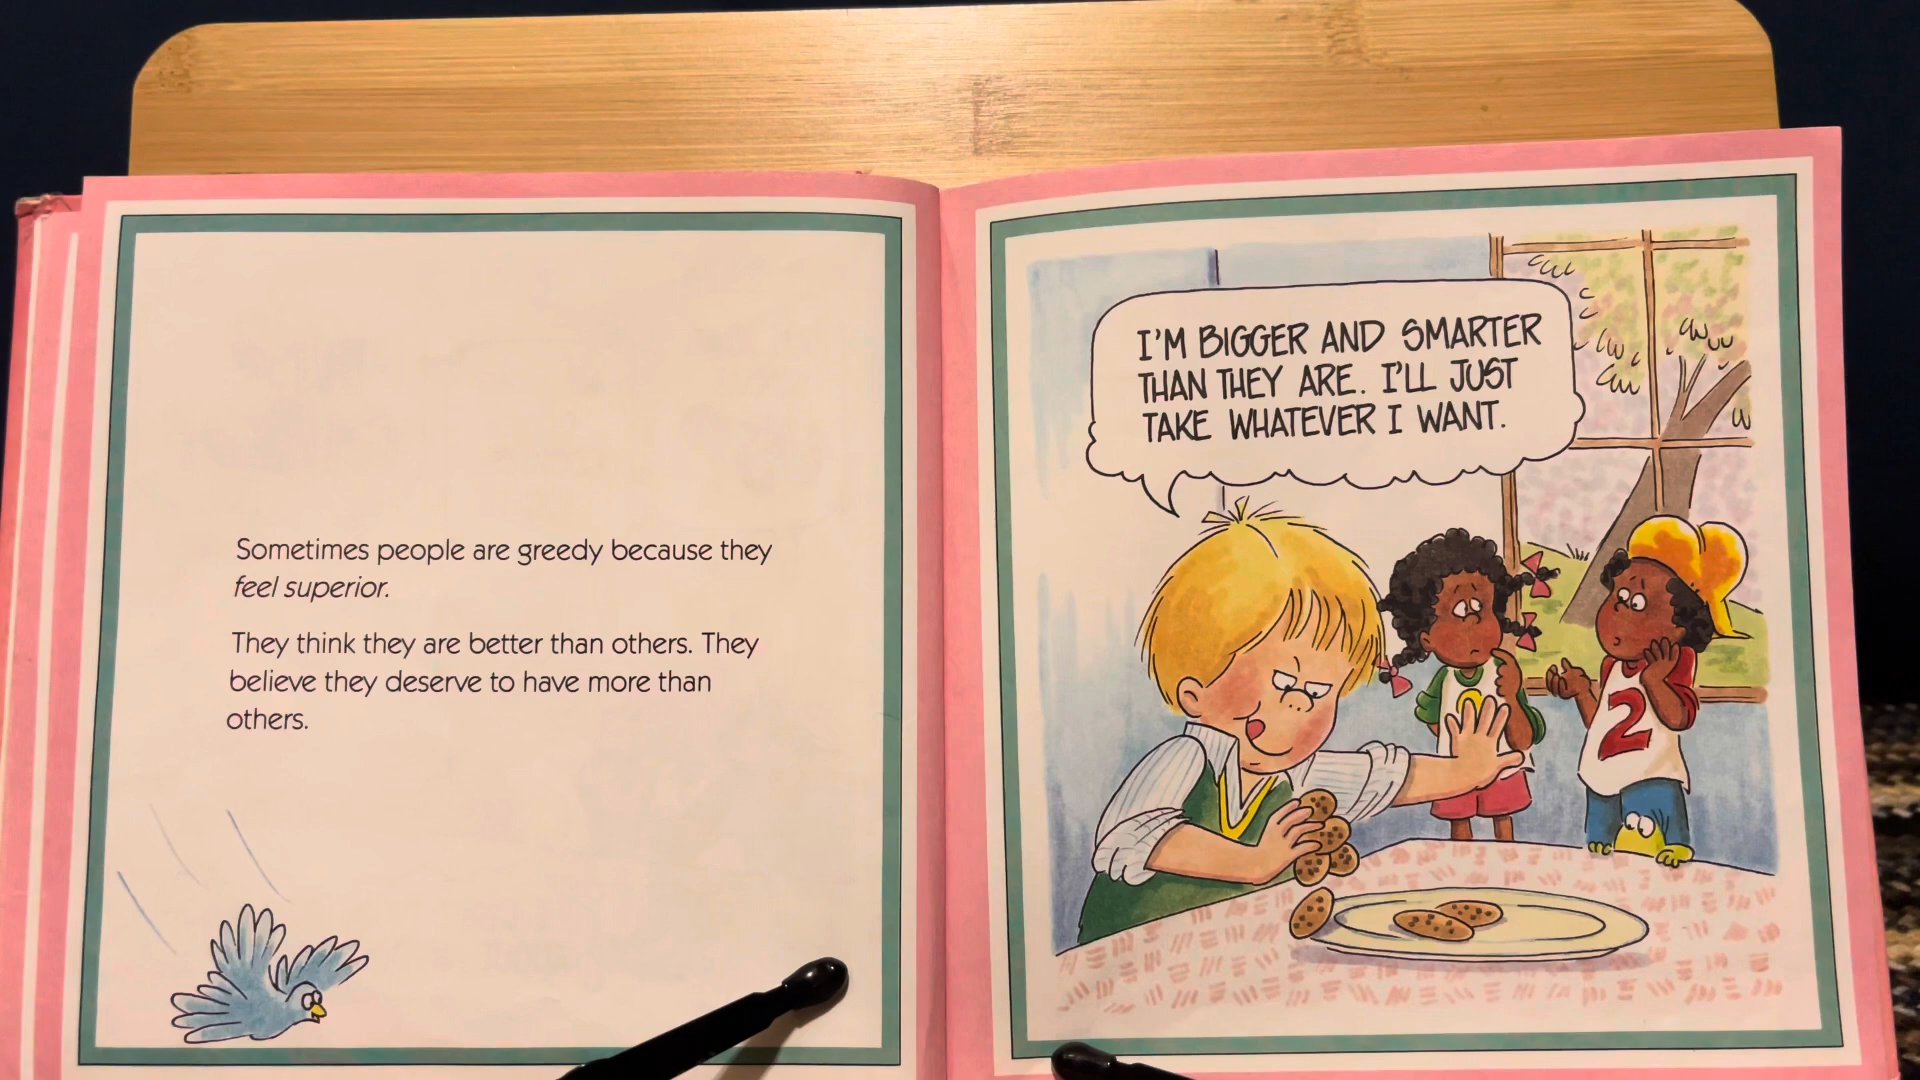 Sometimes people are greedy because they
feel superior.
They think they are better than others. They
believe they deserve to have more than
others.
I'M BIGGER AND SMARTER
THAN THEY ARE. I'LL JUST
TAKE WHATEVER I WANT.
2